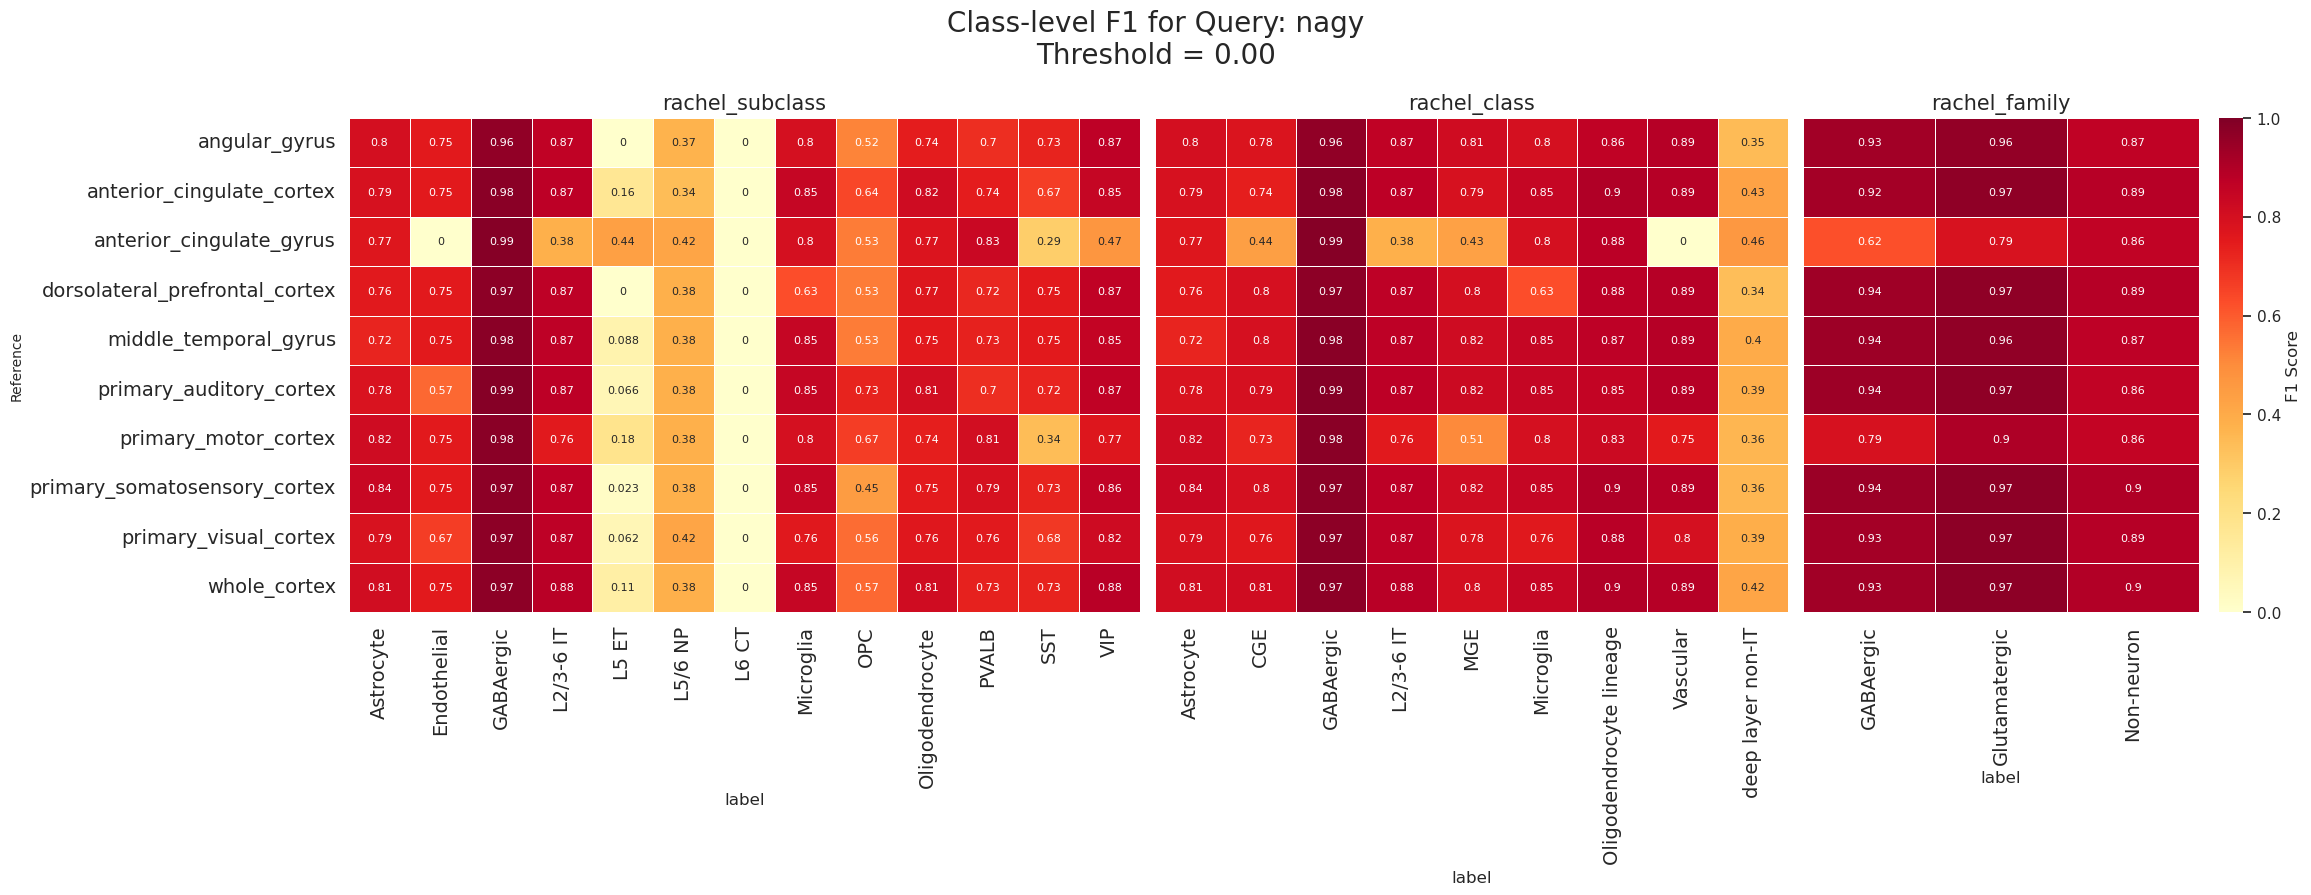 Class-level F1 for Query: nagy
Threshold = 0.00
rachel_subclass
rachel_class
rachel_family
Reference
angular_gyrus 0.8 0.75 0.96 0.87 0 0.37 0 0.8 0.52 0.74 0.7 0.73 0.87 0.8 0.78 0.96 0.87 0.81 0.8 0.86 0.89 0.35 0.93 0.96 0.87
anterior_cingulate_cortex 0.79 0.75 0.98 0.87 0.16 0.34 0 0.85 0.64 0.82 0.74 0.67 0.85 0.79 0.74 0.98 0.87 0.79 0.85 0.9 0.89 0.43 0.92 0.97 0.89
anterior_cingulate_gyrus 0.77 0 0.99 0.38 0.44 0.42 0 0.8 0.53 0.77 0.83 0.29 0.47 0.77 0.44 0.99 0.38 0.43 0.8 0.88 0 0.46 0.62 0.79 0.86
dorsolateral_prefrontal_cortex 0.76 0.75 0.97 0.87 0 0.38 0 0.63 0.53 0.77 0.72 0.75 0.87 0.76 0.8 0.97 0.87 0.8 0.63 0.88 0.89 0.34 0.94 0.97 0.89
middle_temporal_gyrus 0.72 0.75 0.98 0.87 0.088 0.38 0 0.85 0.53 0.75 0.73 0.75 0.85 0.72 0.8 0.98 0.87 0.82 0.85 0.87 0.89 0.4 0.94 0.96 0.87
primary_auditory_cortex 0.78 0.57 0.99 0.87 0.066 0.38 0 0.85 0.73 0.81 0.7 0.72 0.87 0.78 0.79 0.99 0.87 0.82 0.85 0.85 0.89 0.39 0.94 0.97 0.86
primary_motor_cortex 0.82 0.75 0.98 0.76 0.18 0.38 0 0.8 0.67 0.74 0.81 0.34 0.77 0.82 0.73 0.98 0.76 0.51 0.8 0.83 0.75 0.36 0.79 0.9 0.86
primary_somatosensory_cortex 0.84 0.75 0.97 0.87 0.023 0.38 0 0.85 0.45 0.75 0.79 0.73 0.86 0.84 0.8 0.97 0.87 0.82 0.85 0.9 0.89 0.36 0.94 0.97 0.9
primary_visual_cortex 0.79 0.67 0.97 0.87 0.062 0.42 0 0.76 0.56 0.76 0.76 0.68 0.82 0.79 0.76 0.97 0.87 0.78 0.76 0.88 0.8 0.39 0.93 0.97 0.89
whole_cortex 0.81 0.75 0.97 0.88 0.11 0.38 0 0.85 0.57 0.81 0.73 0.73 0.88 0.81 0.81 0.97 0.88 0.8 0.85 0.9 0.89 0.42 0.93 0.97 0.9
Astrocyte
Endothelial
GABAergic
L2/3-6 IT
L5 ET
L5/6 NP
L6 CT
Microglia
OPC
Oligodendrocyte
PVALB
SST
VIP
label
Astrocyte
CGE
GABAergic
L2/3-6 IT
MGE
Microglia
Oligodendrocyte lineage
Vascular
deep layer non-IT
label
GABAergic
Glutamatergic
Non-neuron
label
1.0
0.8
0.6
0.4
0.2
0.0
F1 Score